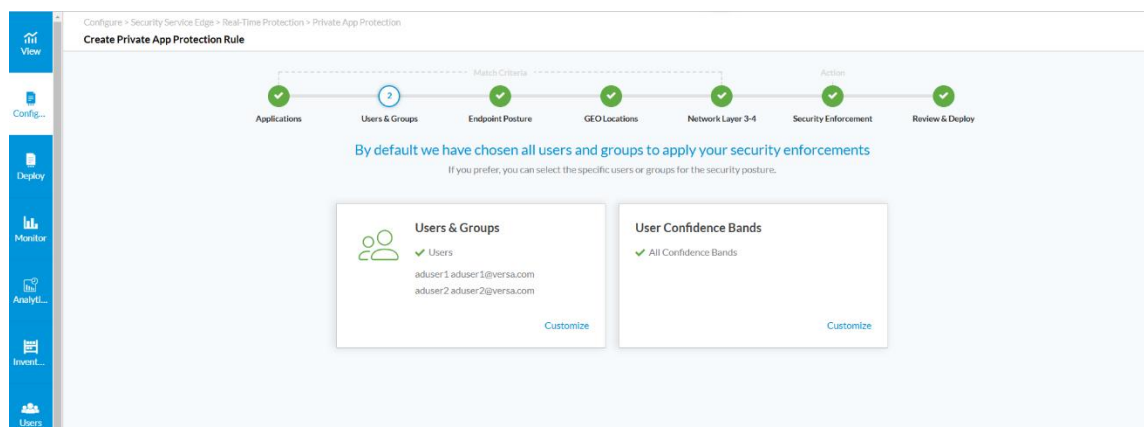 Configure > Security Service Edge > Real-Time Protection > Private App Protection
Create Private App Protection Rule
View
Config...
Deploy
Monitor
Analyti...
Invent...
Users
Match Criteria
Action
2
Applications
Users & Groups
Endpoint Posture
GEO Locations
Network Layer 3-4
Security Enforcement
Review & Deploy
By default we have chosen all users and groups to apply your security enforcements
If you prefer, you can select the specific users or groups for the security posture.
Users & Groups
Users
aduser1 aduser1@versa.com
aduser2 aduser2@versa.com
Customize
User Confidence Bands
All Confidence Bands
Customize